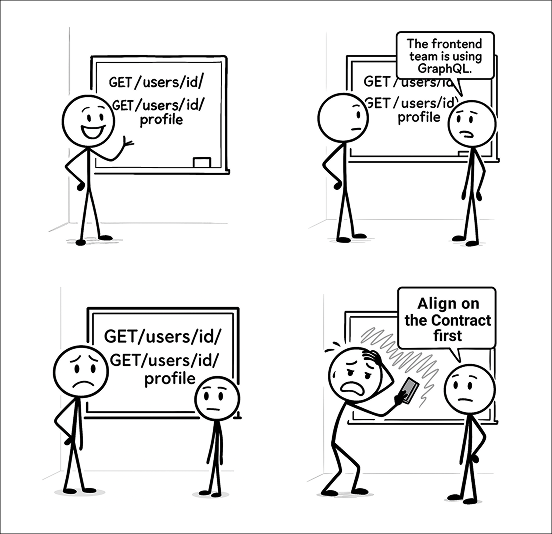 GET/users/id/
GET/users/id/
profile
The frontend
team is using
GraphQL.
GET/users/id/
GET/users/id)
profile
GET/users/id/
GET/users/id/
profile
Align on
the Contract
first